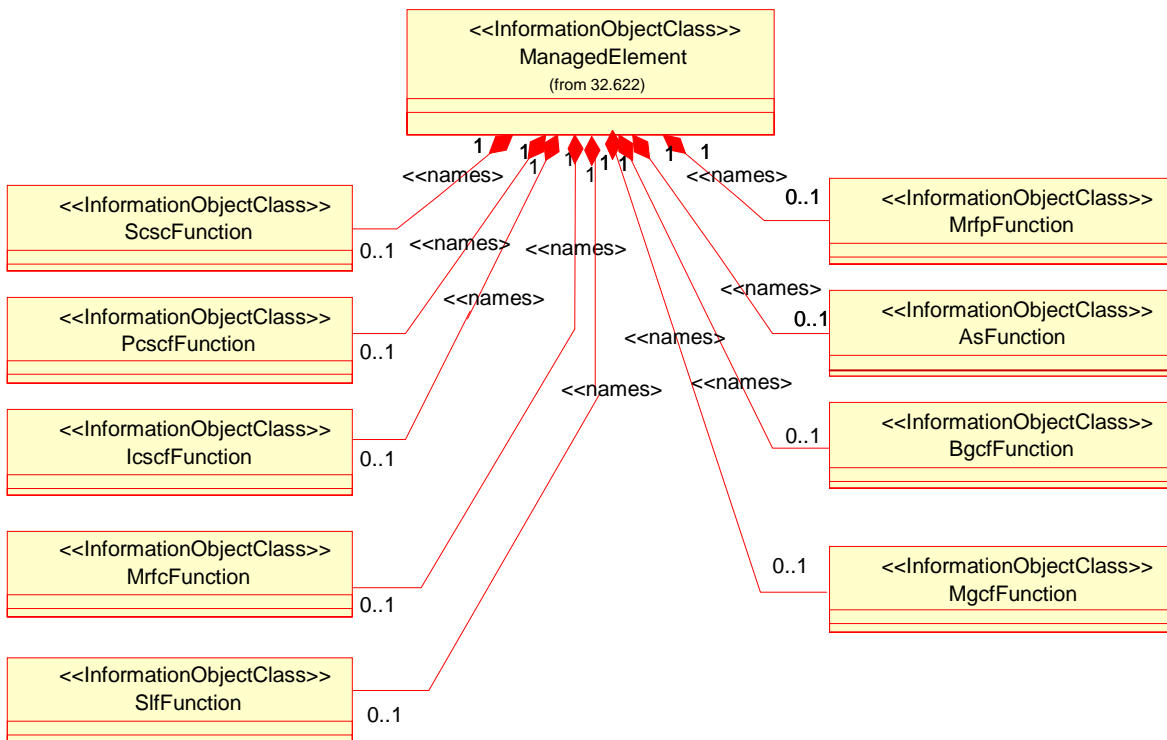 <<InformationObjectClass>>
ManagedElement
(from 32.622)
1
1
1
1
1
1
1
1
1
<<names>>
<<names>>
<<InformationObjectClass>>
ScscFunction
0..1
<<InformationObjectClass>>
MrfpFunction
0..1
<<names>>
<<names>>
<<InformationObjectClass>>
PcscfFunction
0..1
<<names>>
<<names>>
<<InformationObjectClass>>
AsFunction
0..1
<<names>>
<<names>>
<<names>>
<<InformationObjectClass>>
IcscfFunction
0..1
<<InformationObjectClass>>
BgcfFunction
0..1
<<InformationObjectClass>>
MrfcFunction
0..1
<<InformationObjectClass>>
MgcfFunction
0..1
<<InformationObjectClass>>
SlfFunction
0..1